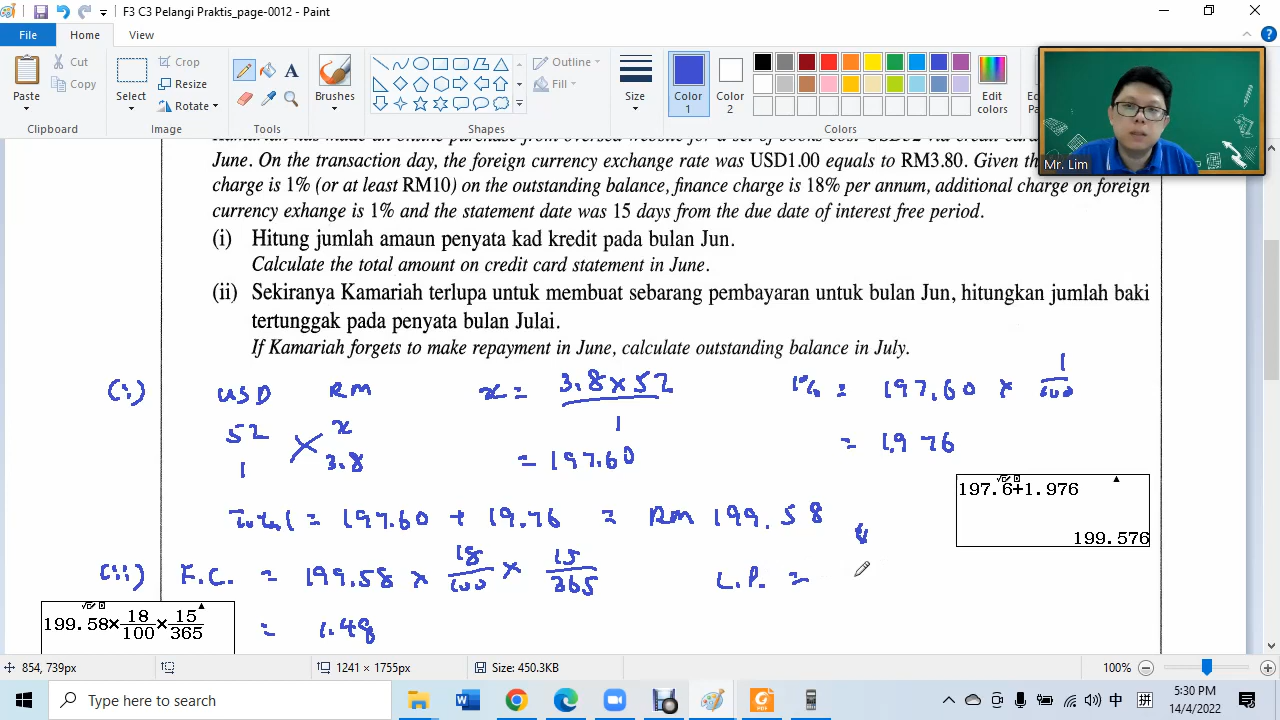 F3 C3 Pelangi Praktis_page-0012 - Paint
File Home View
Paste Cut Copy Clipboard
Select Crop Resize Rotate Image
Tools
Brushes
Outline Fill Shapes
Size
Color 1 Color 2 Edit colors Colors
Mr. Lim
June. On the transaction day, the foreign currency exchange rate was USD1.00 equals to RM3.80. Given th
charge is 1% (or at least RM10) on the outstanding balance, finance charge is 18% per annum, additional charge on foreign
currency exhange is 1% and the statement date was 15 days from the due date of interest free period.
(i) Hitung jumlah amaun penyata kad kredit pada bulan Jun.
Calculate the total amount on credit card statement in June.
(ii) Sekiranya Kamariah terlupa untuk membuat sebarang pembayaran untuk bulan Jun, hitungkan jumlah baki
tertunggak pada penyata bulan Julai.
If Kamariah forgets to make repayment in June, calculate outstanding balance in July.
(i) USD RM x = 3.8 x 52 / 1 1% = 197.60 x 1/100
52 x
1 3.8 = 197.60 = 1.976
197.6+1.976
199.576
Total = 197.60 + 19.76 = RM 199.58
(ii) F.C. = 199.58 x 18/100 x 15/365 L.P. =
199.58×18/100×15/365
= 1.48
854, 739px 1241 × 1755px Size: 450.3KB 100%
Type here to search
中 拼 5:30 PM
14/4/2022